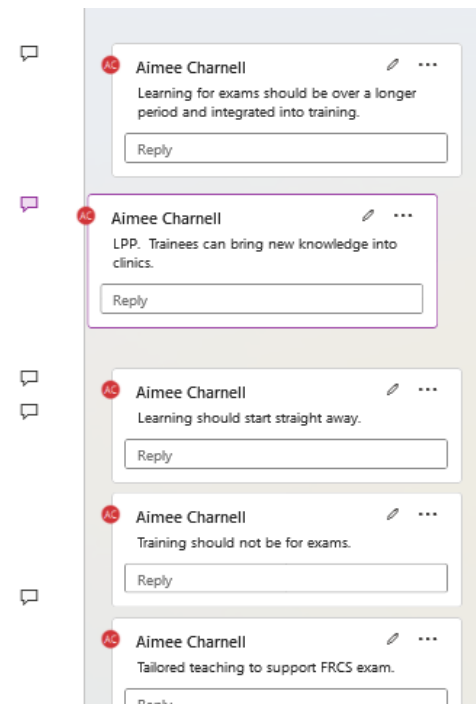 AC Aimee Charnell
Learning for exams should be over a longer
period and integrated into training.
Reply
AC Aimee Charnell
LPP. Trainees can bring new knowledge into
clinics.
Reply
AC Aimee Charnell
Learning should start straight away.
Reply
AC Aimee Charnell
Training should not be for exams.
Reply
AC Aimee Charnell
Tailored teaching to support FRCS exam.
Reply